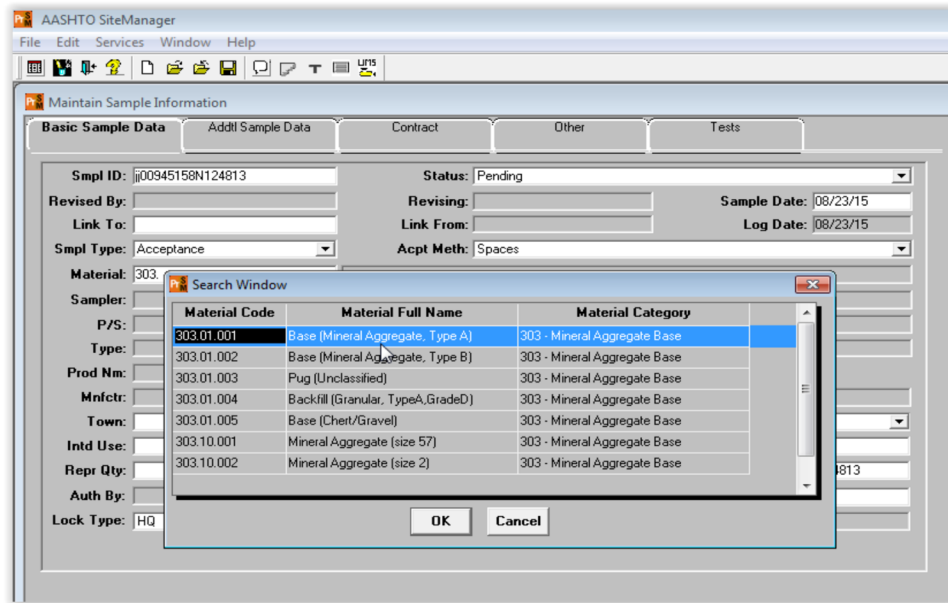 AASHTO SiteManager
File Edit Services Window Help
Maintain Sample Information
Basic Sample Data Addtl Sample Data Contract Other Tests
Smpl ID: jj00945158N124813 Status: Pending
Revised By: Revising: Sample Date: 08/23/15
Link To: Link From: Log Date: 08/23/15
Smpl Type: Acceptance Acpt Meth: Spaces
Material: 303.
Search Window
Sampler:
Material Code Material Full Name Material Category
P/S:
303.01.001 Base (Mineral Aggregate, Type A) 303 - Mineral Aggregate Base
Type:
303.01.002 Base (Mineral Aggregate, Type B) 303 - Mineral Aggregate Base
Prod Nm:
303.01.003 Pug (Unclassified) 303 - Mineral Aggregate Base
Mnfctr:
303.01.004 Backfill (Granular, TypeA,GradeD) 303 - Mineral Aggregate Base
Town:
303.01.005 Base (Chert/Gravel) 303 - Mineral Aggregate Base
Intd Use:
303.10.001 Mineral Aggregate (size 57) 303 - Mineral Aggregate Base
Repr Qty: 4813
303.10.002 Mineral Aggregate (size 2) 303 - Mineral Aggregate Base
Auth By:
Lock Type: HQ
OK Cancel